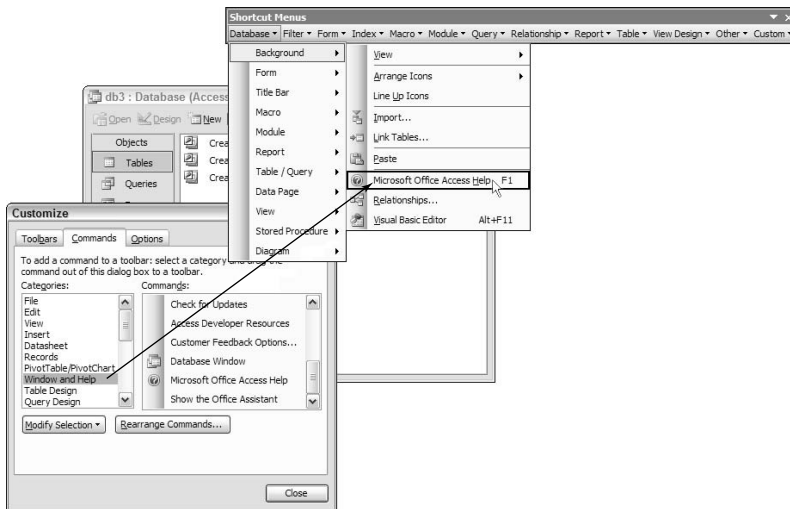 Shortcut Menus
Database Filter Form Index Macro Module Query Relationship Report Table View Design Other Custom
Background
Form
Title Bar
Macro
Module
Report
Table / Query
Data Page
View
Stored Procedure
Diagram
View
Arrange Icons
Line Up Icons
Import...
Link Tables...
Paste
Microsoft Office Access Help F1
Relationships...
Visual Basic Editor Alt+F11
db3 : Database (Access
Open Design New
Objects
Tables
Queries
Crea
Crea
Crea
Customize
Toolbars Commands Options
To add a command to a toolbar: select a category and drag the
command out of this dialog box to a toolbar.
Categories: Commands:
File
Edit
View
Insert
Datasheet
Records
PivotTable/PivotChart
Window and Help
Table Design
Query Design
Check for Updates
Access Developer Resources
Customer Feedback Options...
Database Window
Microsoft Office Access Help
Show the Office Assistant
Modify Selection Rearrange Commands...
Close